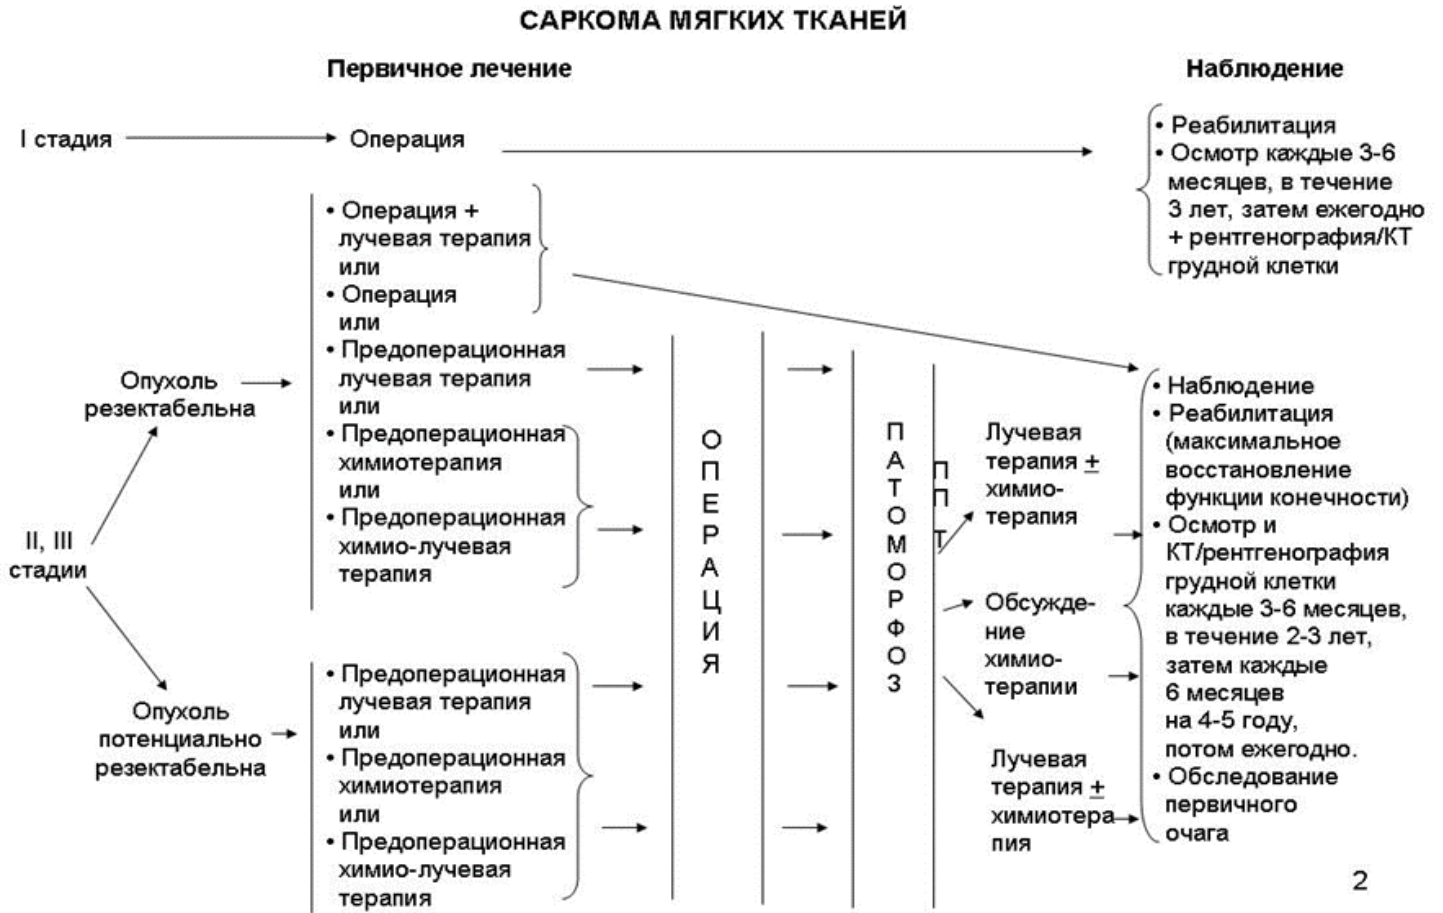 САРКОМА МЯГКИХ ТКАНЕЙ
Первичное лечение
Наблюдение
I стадия
Операция
• Реабилитация
• Осмотр каждые 3-6
месяцев, в течение
3 лет, затем ежегодно
+ рентгенография/КТ
грудной клетки
II, III
стадии
Опухоль
резектабельна
• Операция +
лучевая терапия
или
• Операция
или
• Предоперационная
лучевая терапия
или
• Предоперационная
химиотерапия
или
• Предоперационная
химио-лучевая
терапия
Опухоль
потенциально
резектабельна
• Предоперационная
лучевая терапия
или
• Предоперационная
химиотерапия
или
• Предоперационная
химио-лучевая
терапия
О
П
Е
Р
А
Ц
И
Я
П
А
Т
О
М
О
Р
Ф
О
З
П
П
Т
Лучевая
терапия ±
химио-
терапия
Обсужде-
ние
химио-
терапии
Лучевая
терапия ±
химиотера
пия
• Наблюдение
• Реабилитация
(максимальное
восстановление
функции конечности)
• Осмотр и
КТ/рентгенография
грудной клетки
каждые 3-6 месяцев,
в течение 2-3 лет,
затем каждые
6 месяцев
на 4-5 году,
потом ежегодно.
• Обследование
первичного
очага
2